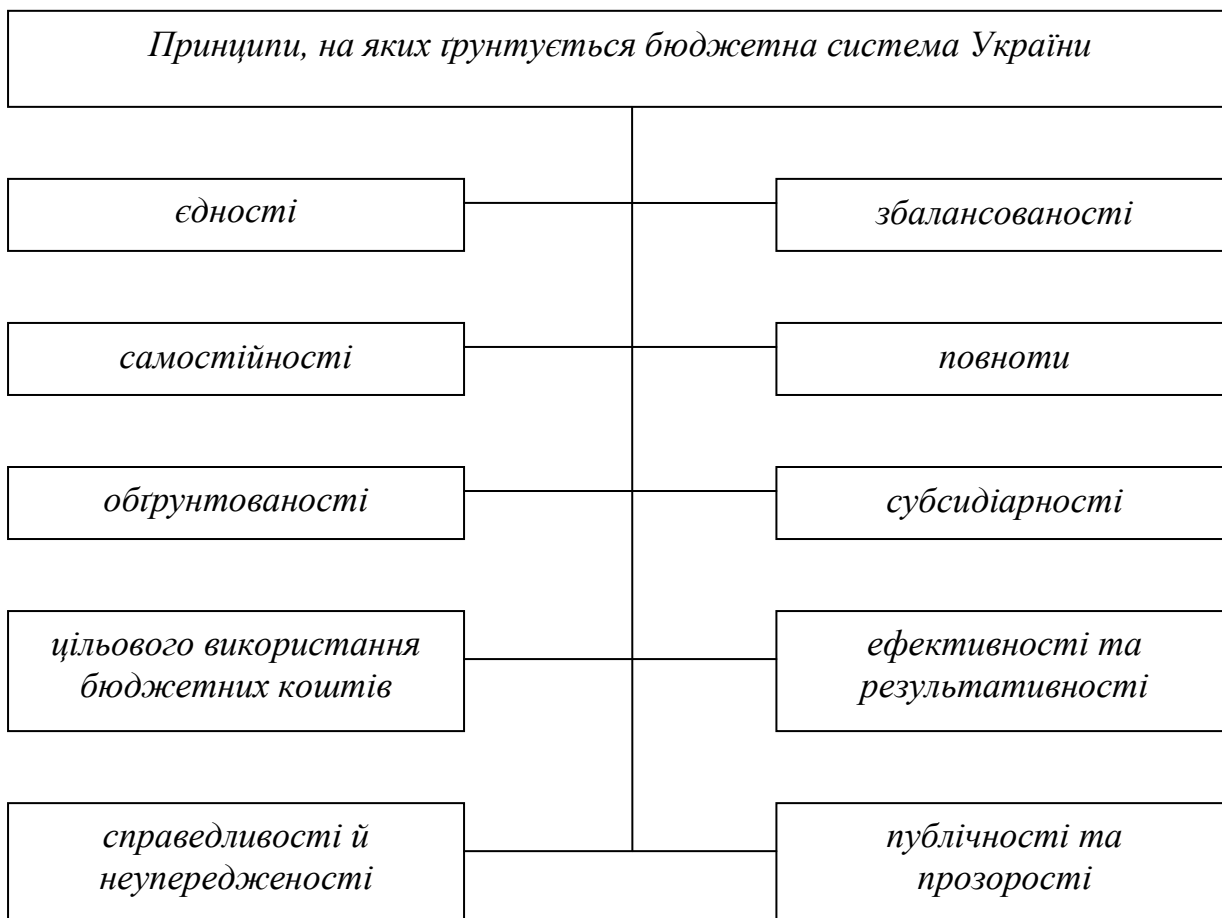 Принципи, на яких ґрунтується бюджетна система України
єдності
збалансованості
самостійності
повноти
обґрунтованості
субсидіарності
цільового використання
бюджетних коштів
ефективності та
результативності
справедливості й
неупередженості
публічності та
прозорості